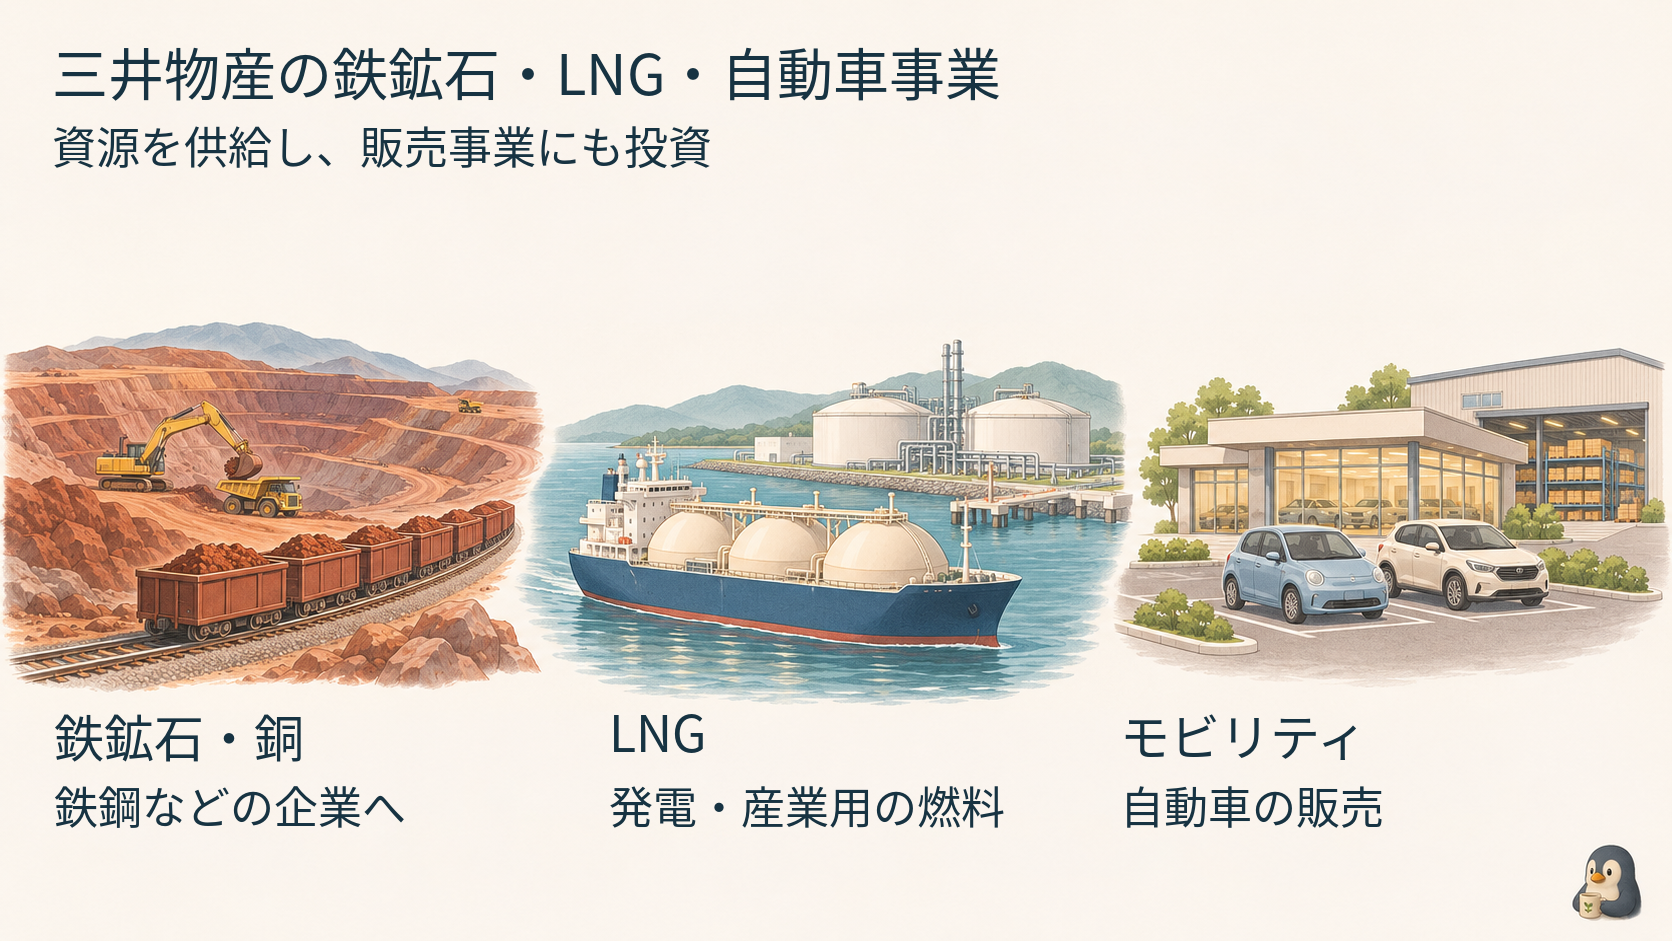 三井物産の鉄鉱石・LNG・自動車事業
資源を供給し、販売事業にも投資
鉄鉱石・銅
鉄鋼などの企業へ
LNG
発電・産業用の燃料
モビリティ
自動車の販売